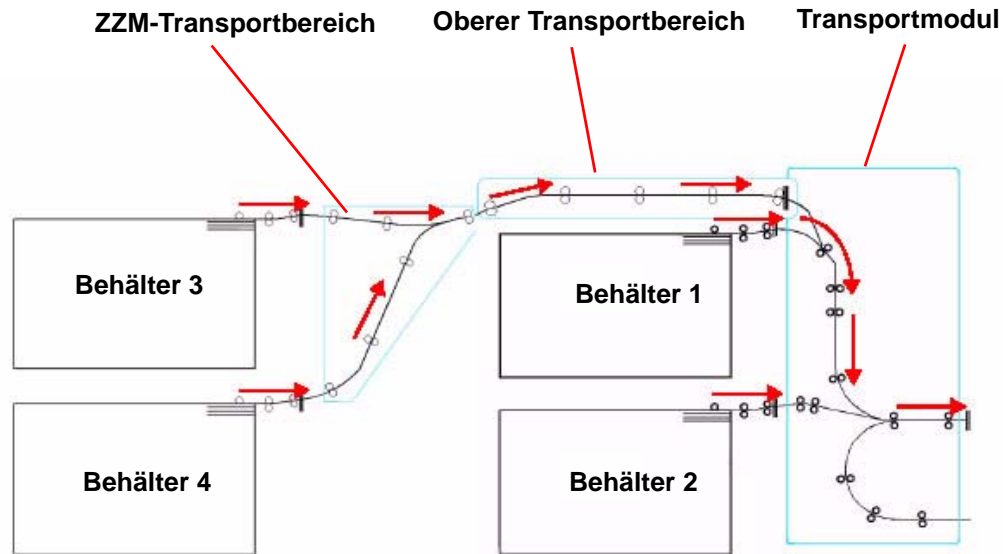 ZZM-Transportbereich
Oberer Transportbereich
Transportmodul
Behälter 3
Behälter 1
Behälter 4
Behälter 2